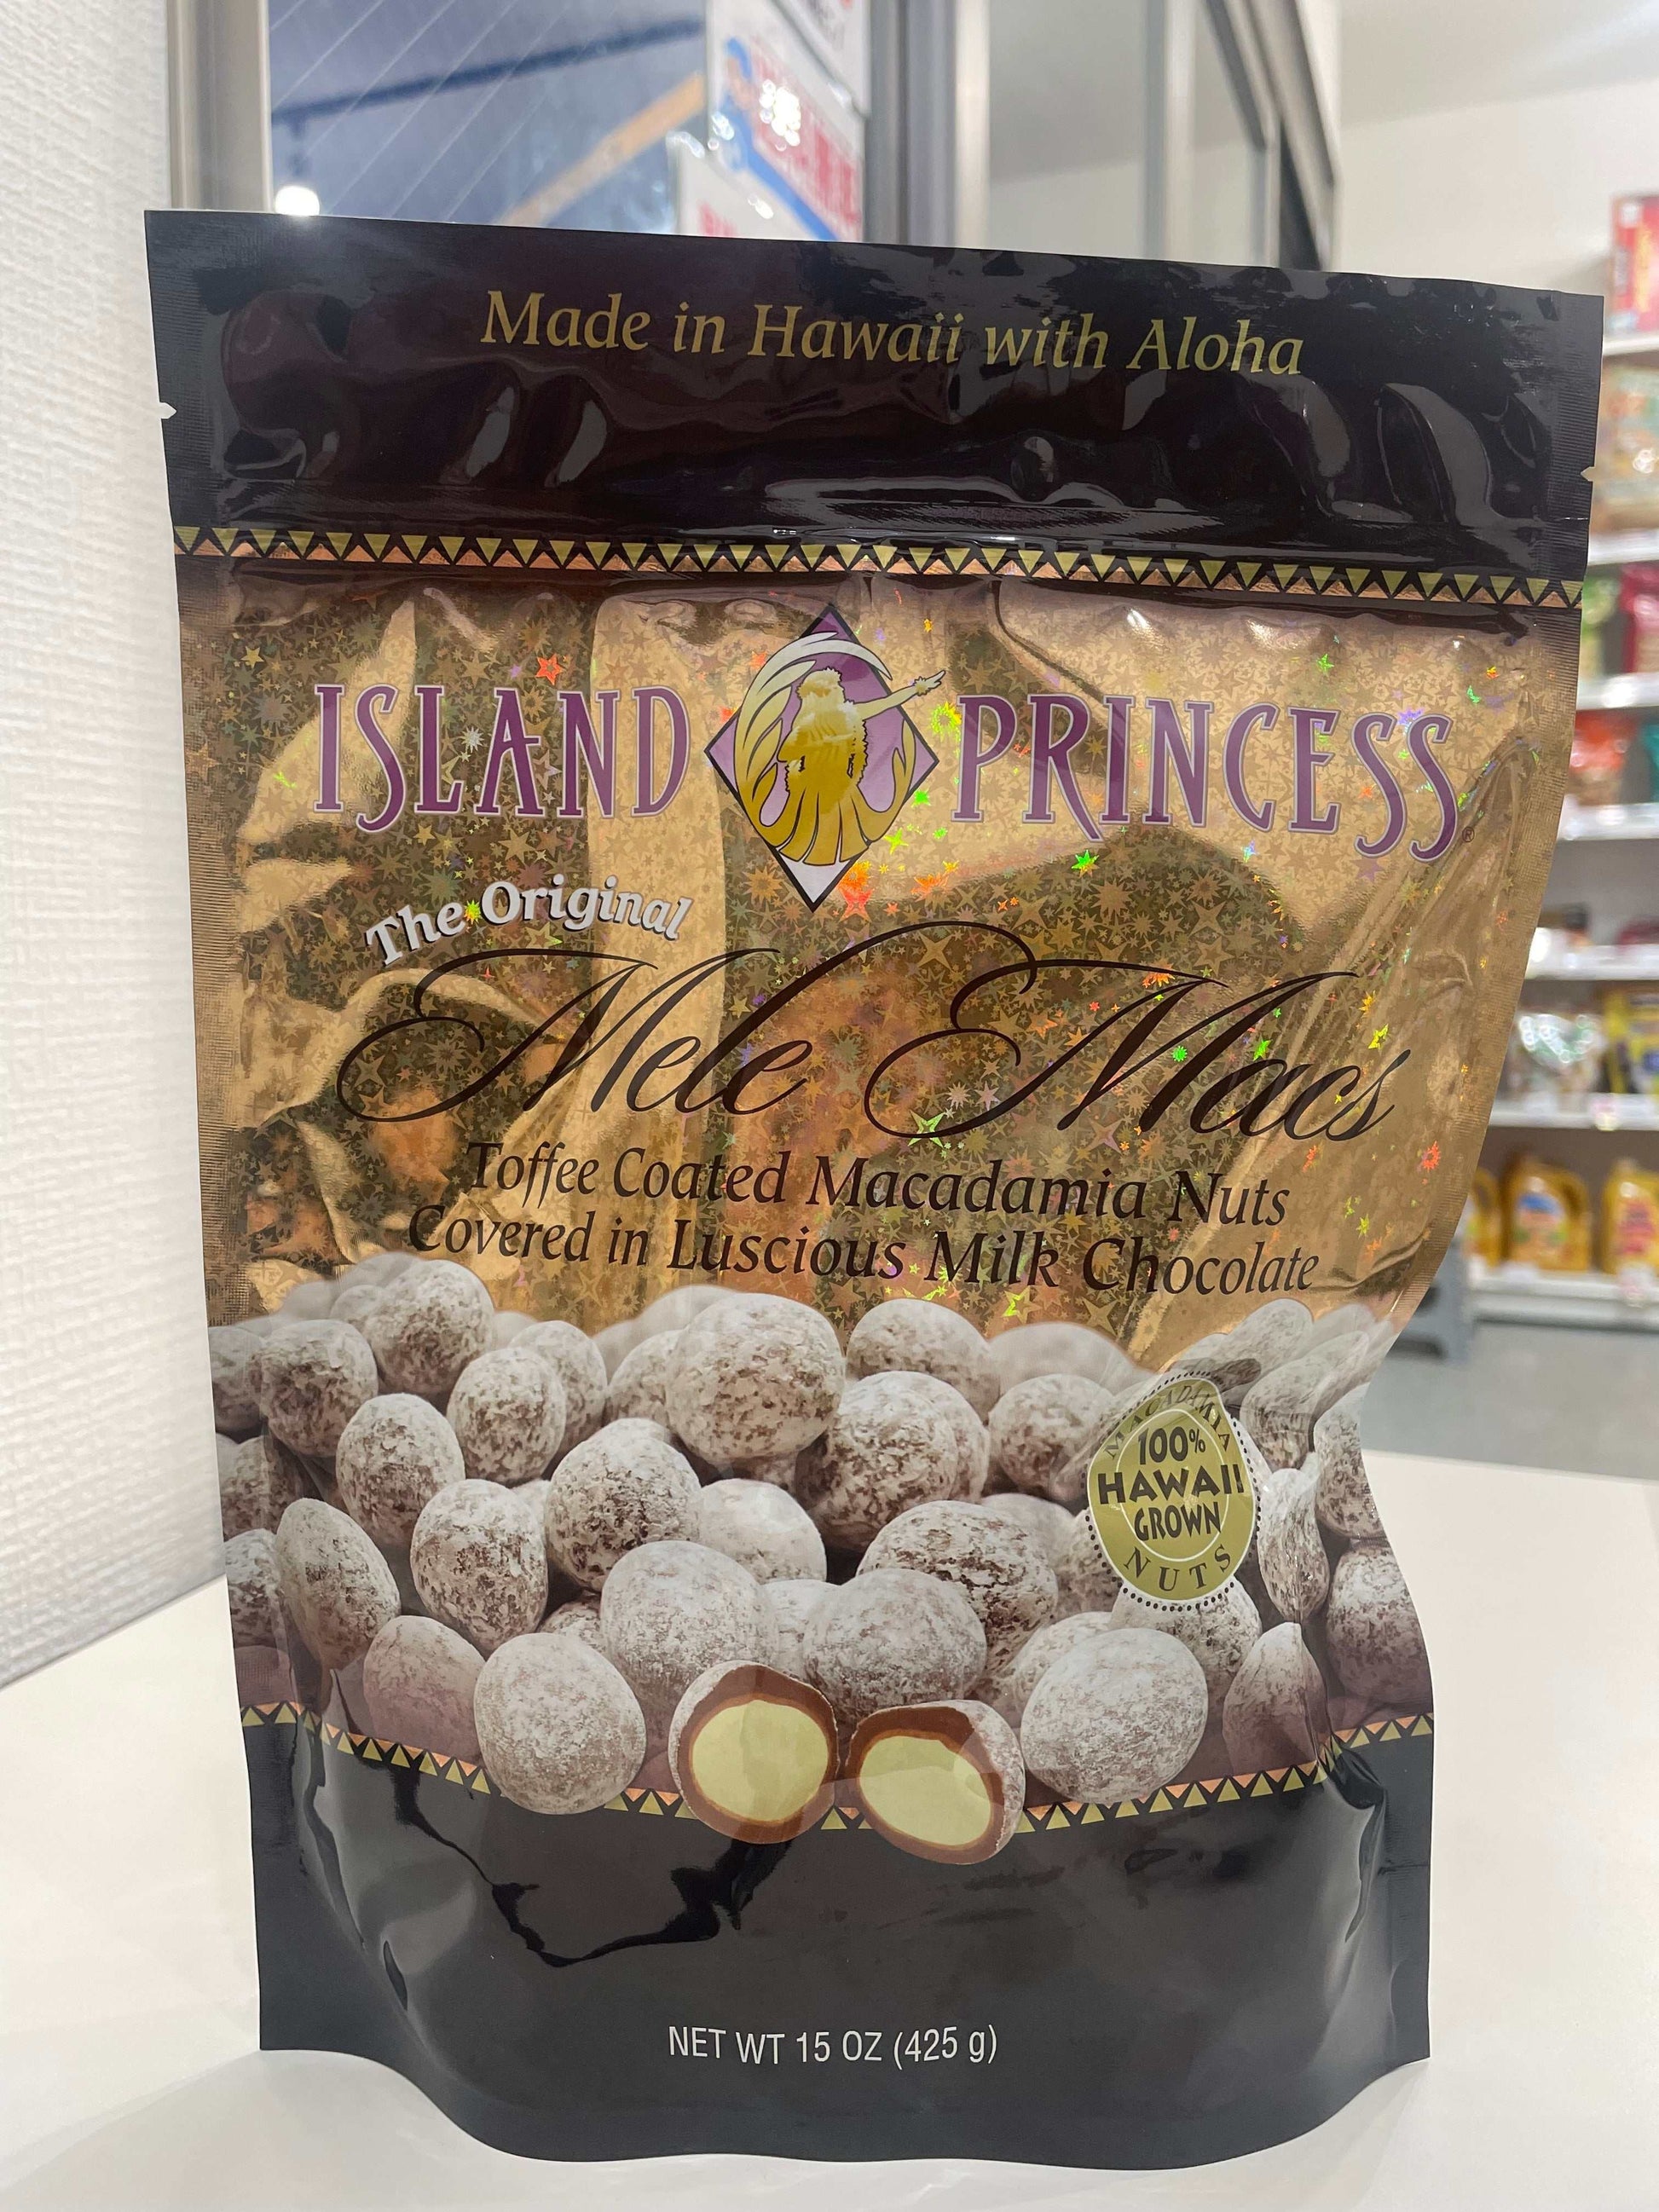 Made in Hawaii with Aloha
ISLAND PRINCESS®
The Original
Mele Macs
Toffee Coated Macadamia Nuts
Covered in Luscious Milk Chocolate
MACADAMIA
100%
HAWAII
GROWN
NUTS
NET WT 15 OZ (425 g)